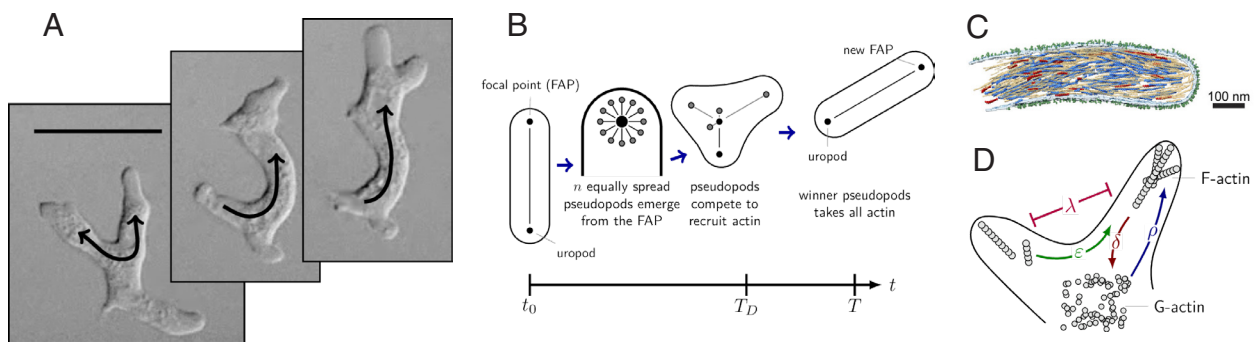 A
B
focal point (FAP)
uropod
n equally spread
pseudopods emerge
from the FAP
pseudopods
compete to
recruit actin
new FAP
uropod
winner pseudopods
takes all actin
t₀
T_D
T
t
C
100 nm
D
F-actin
λ
ε
δ
ρ
G-actin